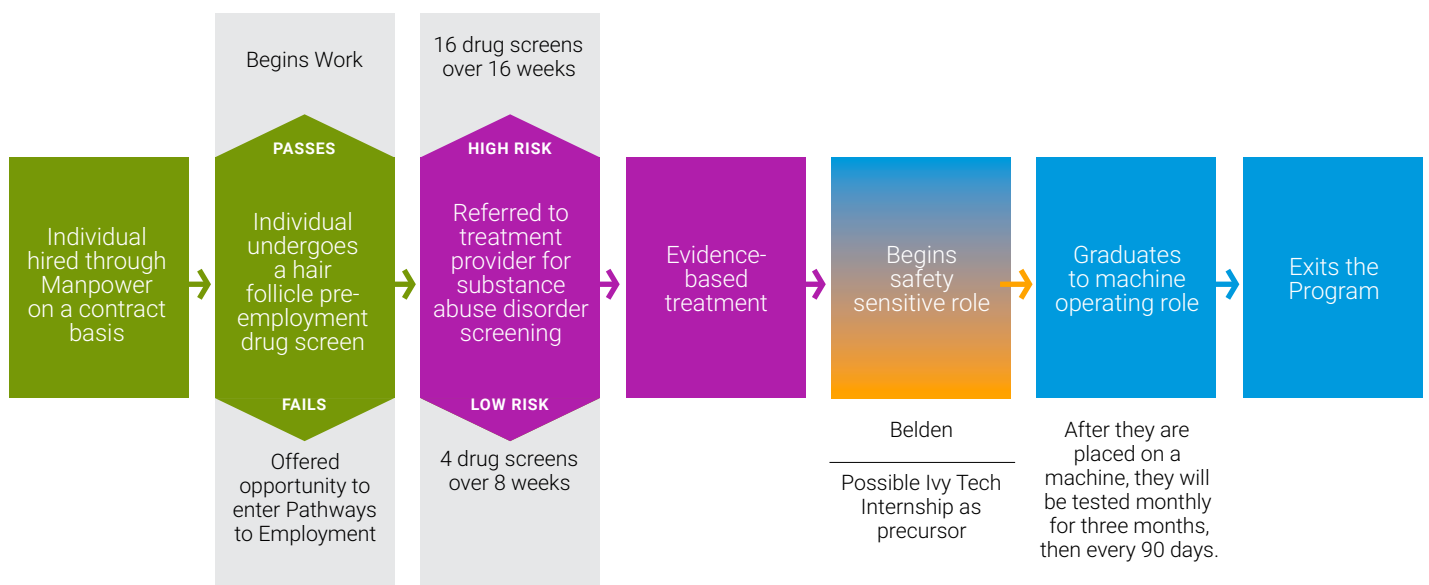 Individual
hired through
Manpower
on a contract
basis
Begins Work
PASSES
Individual
undergoes
a hair
follicle pre-
employment
drug screen
FAILS
Offered
opportunity to
enter Pathways
to Employment
16 drug screens
over 16 weeks
HIGH RISK
Referred to
treatment
provider for
substance
abuse disorder
screening
LOW RISK
4 drug screens
over 8 weeks
Evidence-
based
treatment
Begins
safety
sensitive role
Belden
Possible Ivy Tech
Internship as
precursor
Graduates
to machine
operating role
After they are
placed on a
machine, they will
be tested monthly
for three months,
then every 90 days.
Exits the
Program